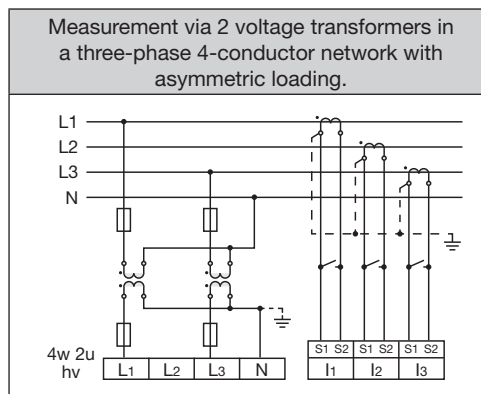 Measurement via 2 voltage transformers in
a three-phase 4-conductor network with
asymmetric loading.
L1
L2
L3
N
4w 2u
hv
L1 L2 L3 N
S1 S2 S1 S2 S1 S2
I1 I2 I3